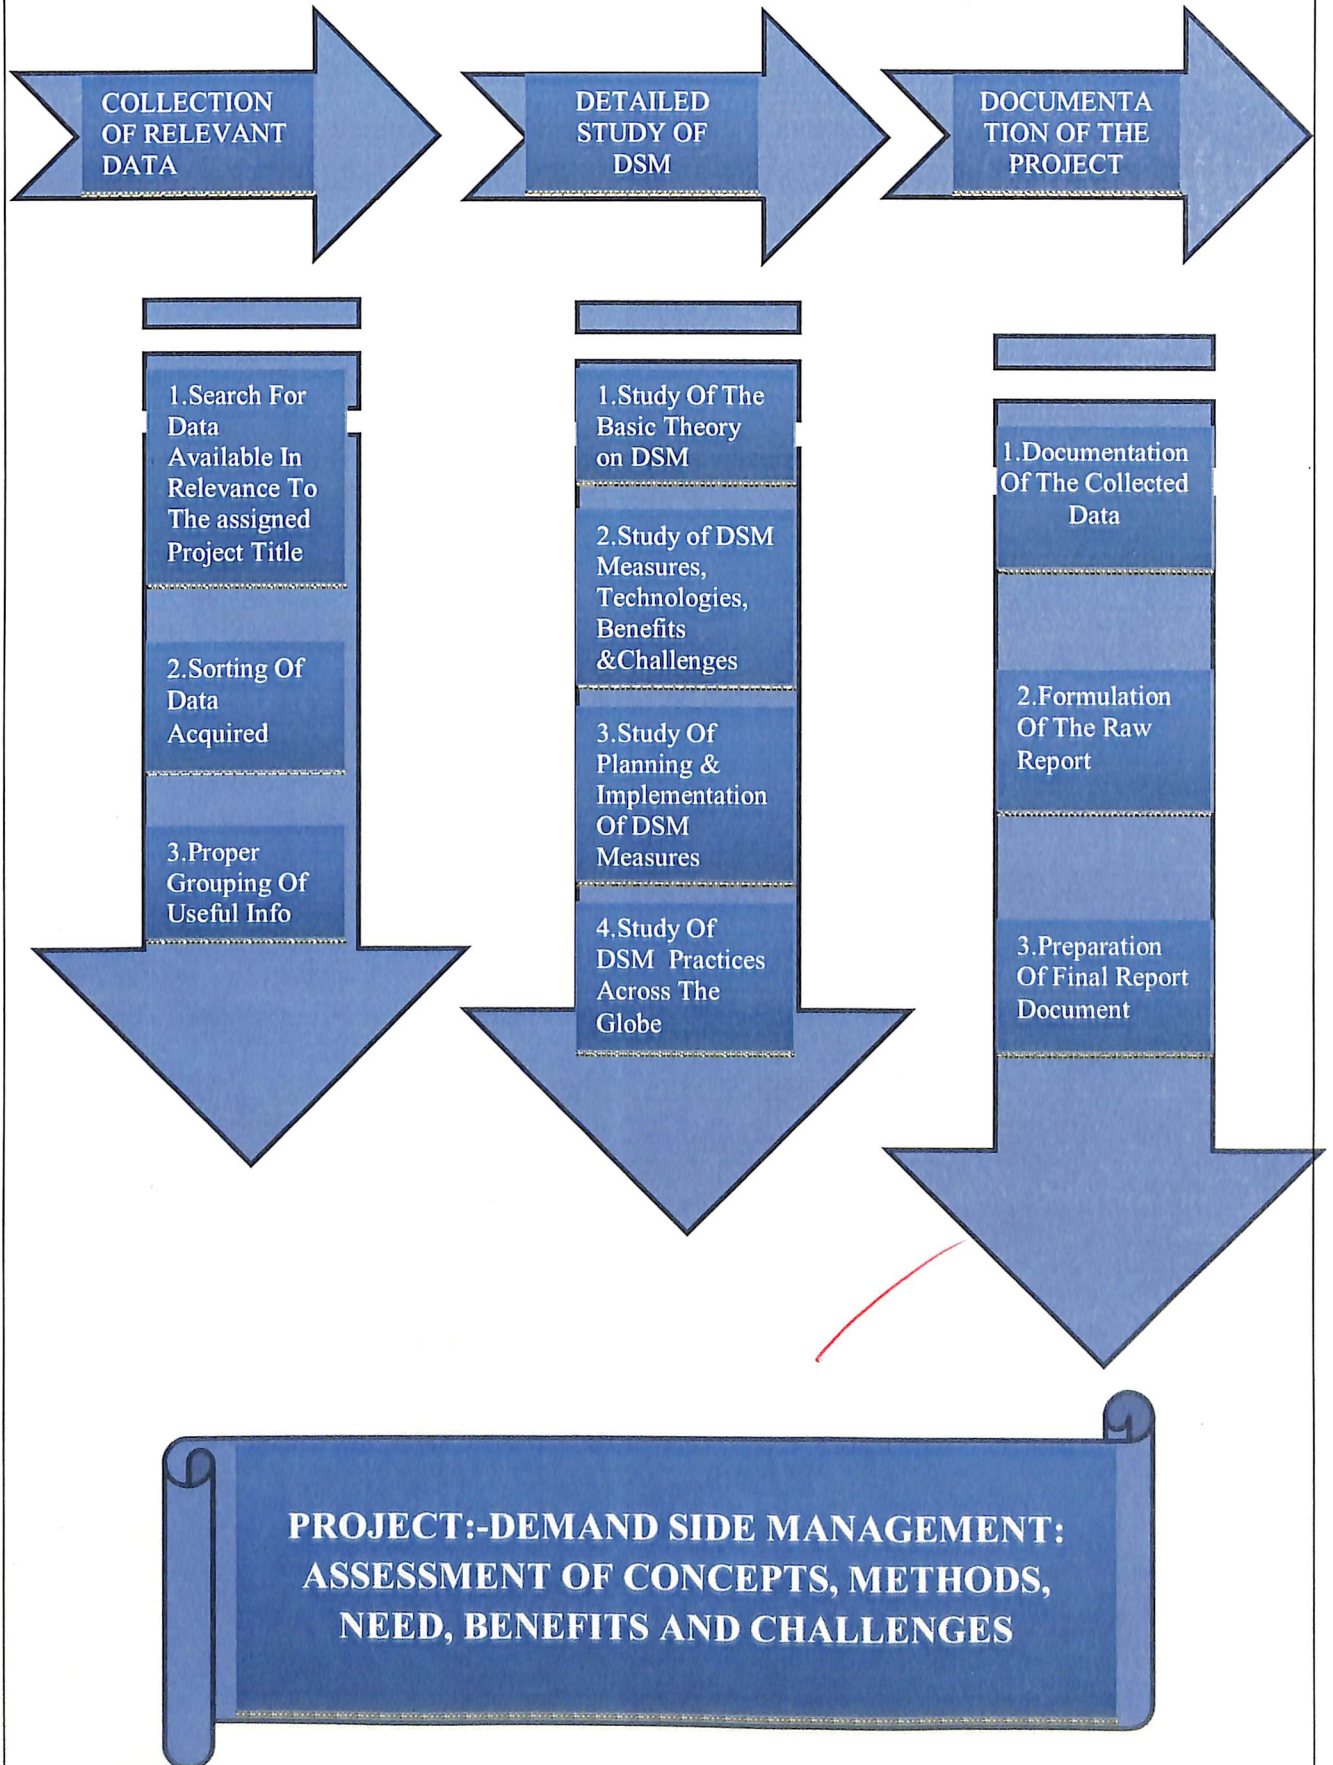 COLLECTION
OF RELEVANT
DATA
DETAILED
STUDY OF
DSM
DOCUMENTA
TION OF THE
PROJECT
1.Search For
Data
Available In
Relevance To
The assigned
Project Title
2.Sorting Of
Data
Acquired
3.Proper
Grouping Of
Useful Info
1.Study Of The
Basic Theory
on DSM
2.Study of DSM
Measures,
Technologies,
Benefits
&Challenges
3.Study Of
Planning &
Implementation
Of DSM
Measures
4.Study Of
DSM Practices
Across The
Globe
1.Documentation
Of The Collected
Data
2.Formulation
Of The Raw
Report
3.Preparation
Of Final Report
Document
PROJECT:-DEMAND SIDE MANAGEMENT:
ASSESSMENT OF CONCEPTS, METHODS,
NEED, BENEFITS AND CHALLENGES